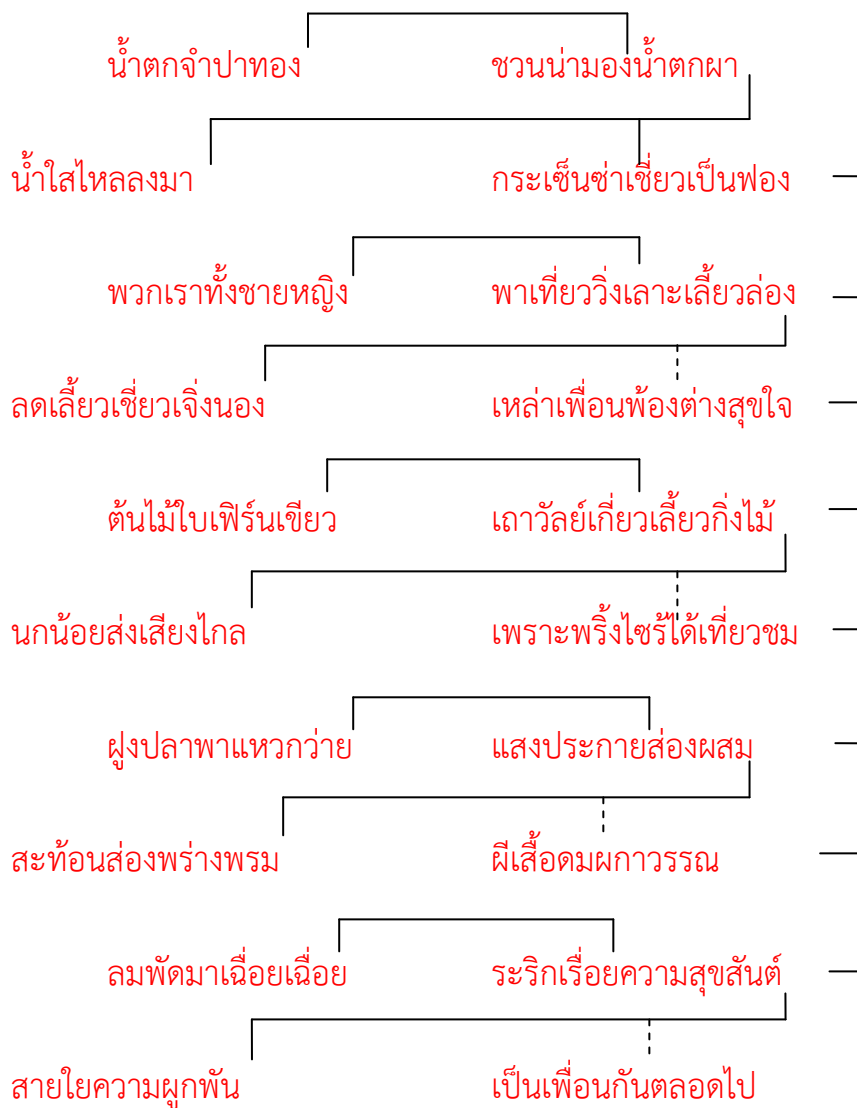 น้ำตกจำปาทอง ชวนน่ามองน้ำตกผา
น้ำใสไหลลงมา กระเซ็นซ่าเชี่ยวเป็นฟอง
พวกเราทั้งชายหญิง พาเที่ยววิ่งเลาะเลี้ยวล่อง
ลดเลี้ยวเชี่ยวเจิ่งนอง เหล่าเพื่อนพ้องต่างสุขใจ
ต้นไม้ใบเฟิร์นเขียว เถาวัลย์เกี่ยวเลี้ยวกิ่งไม้
นกน้อยส่งเสียงไกล เพราะพริ้งไซร้ได้เที่ยวชม
ฝูงปลาพาแหวกว่าย แสงประกายส่องผสม
สะท้อนส่องพร่างพรม ผีเสื้อดมผกาวรรณ
ลมพัดมาเฉื่อยเฉื่อย ระริกเรื่อยความสุขสันต์
สายใยความผูกพัน เป็นเพื่อนกันตลอดไป